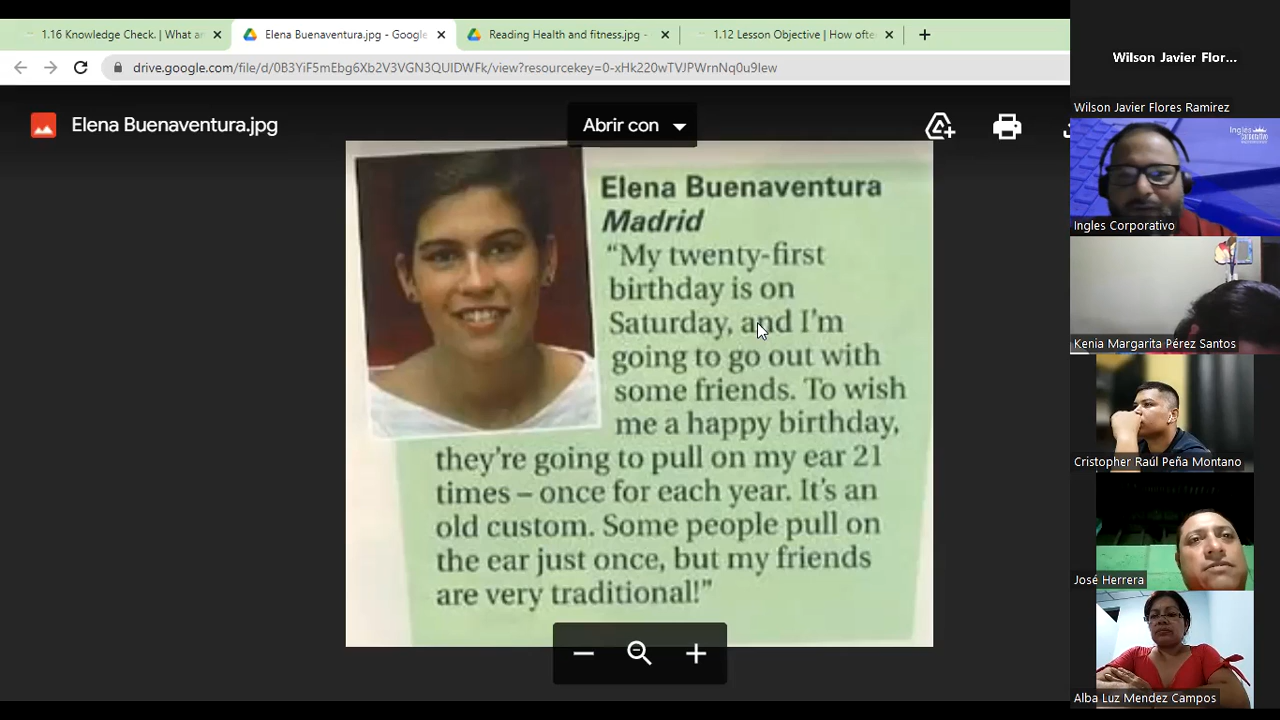 1.16 Knowledge Check. | What a
Elena Buenaventura.jpg - Google
Reading Health and fitness.jpg -
1.12 Lesson Objective | How ofte
drive.google.com/file/d/0B3YiF5mEbg6Xb2V3VGN3QUlDWFk/view?resourcekey=0-xHk220wTVJPWrnNq0u9Iew
Elena Buenaventura.jpg
Abrir con
Elena Buenaventura
Madrid
“My twenty-first
birthday is on
Saturday, and I'm
going to go out with
some friends. To wish
me a happy birthday,
they're going to pull on my ear 21
times – once for each year. It's an
old custom. Some people pull on
the ear just once, but my friends
are very traditional!”
Wilson Javier Flor...
Wilson Javier Flores Ramirez
Ingles
Corporativo
Ingles Corporativo
Kenia Margarita Pérez Santos
Cristopher Raúl Peña Montano
José Herrera
Alba Luz Mendez Campos